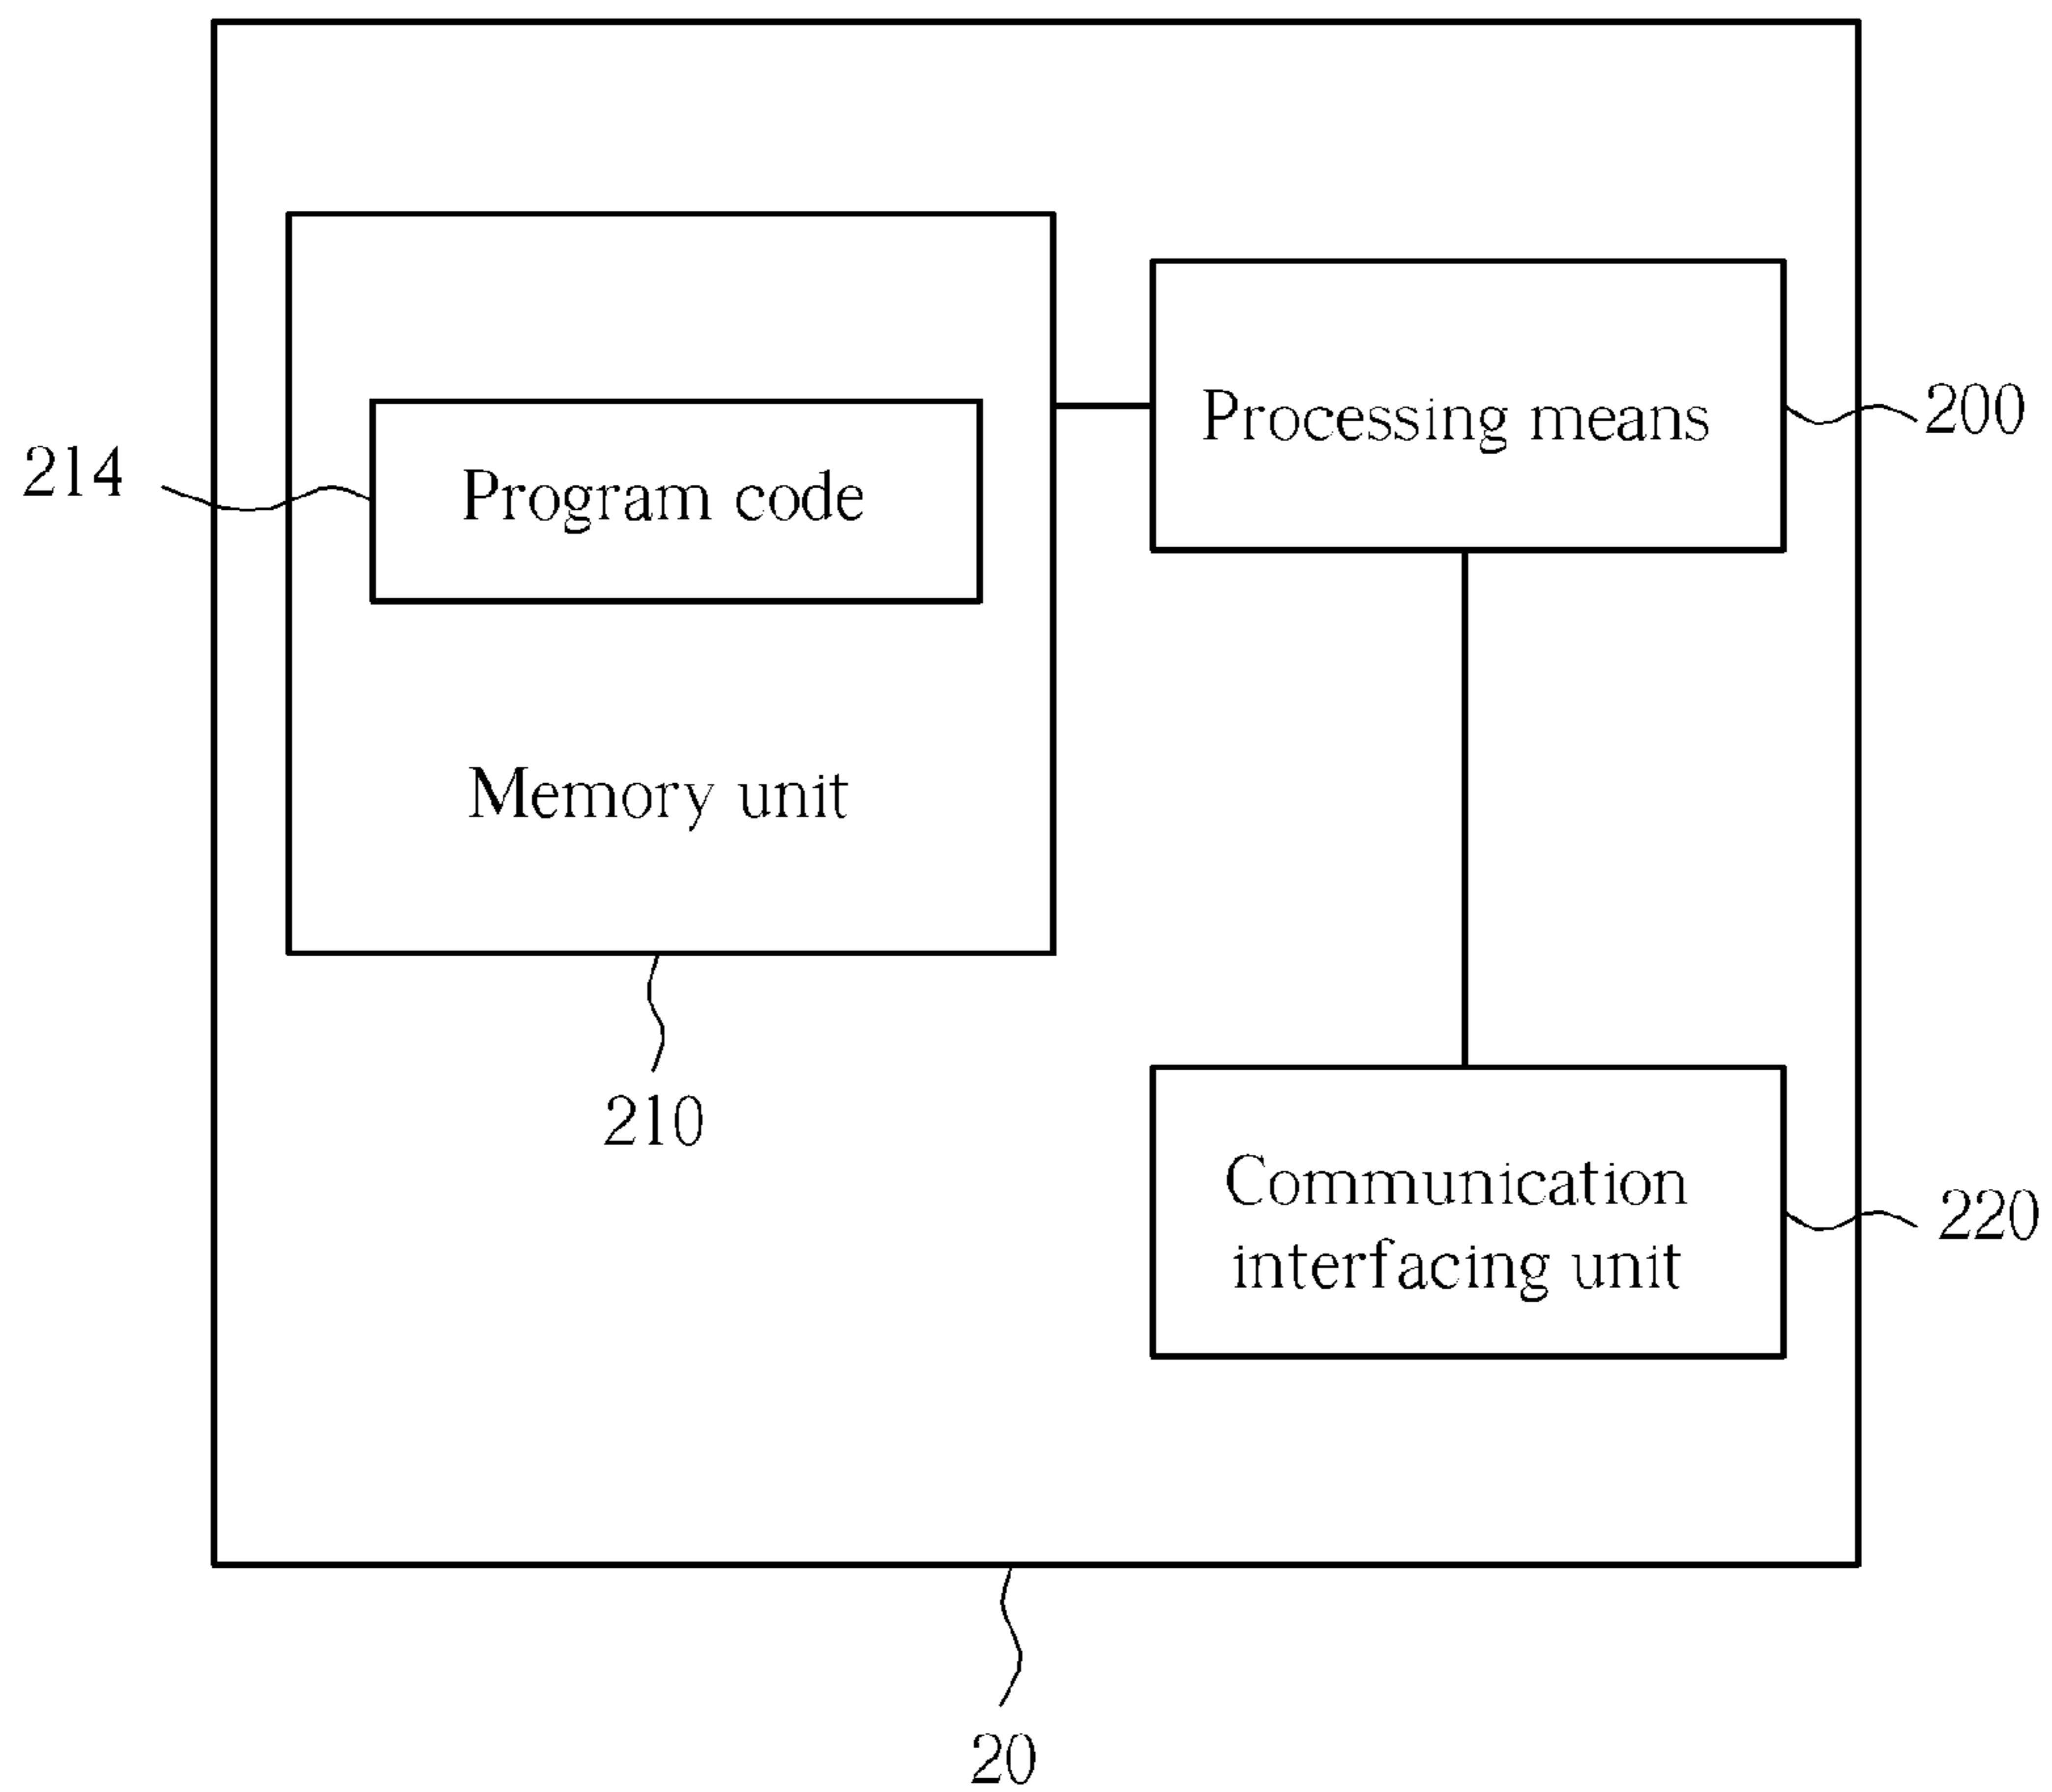 Processing means
200
214
Program code
Memory unit
210
Communication
interfacing unit
220
20